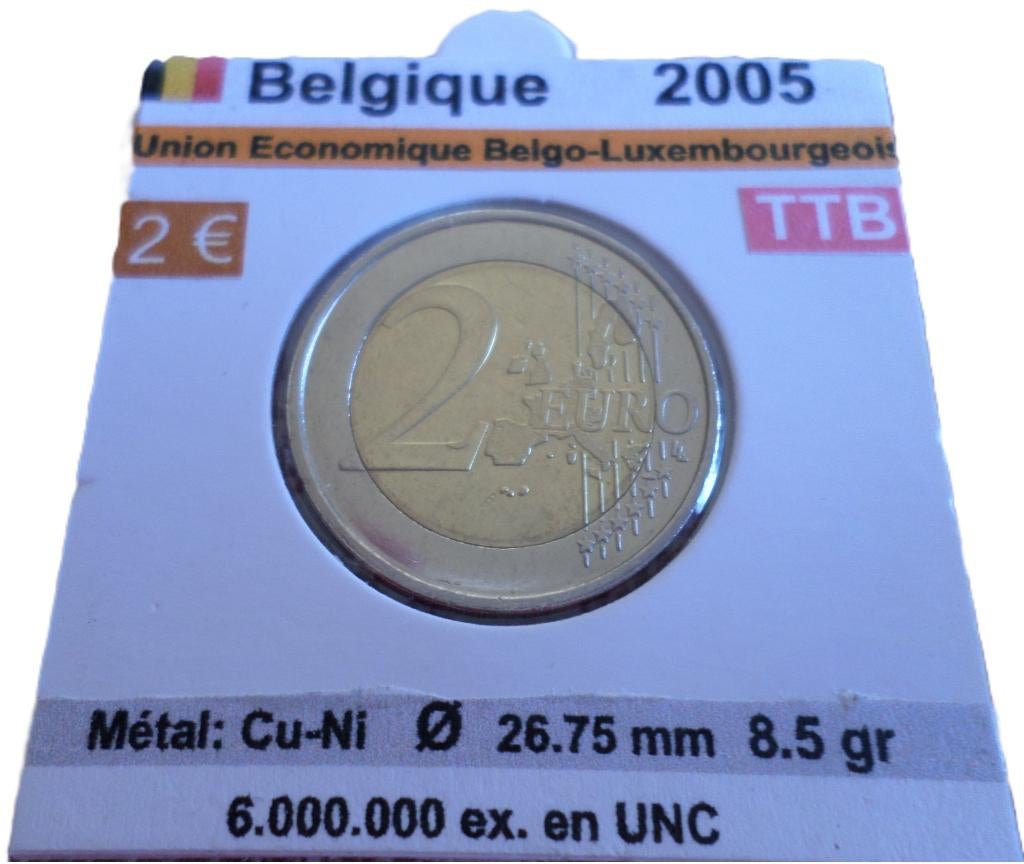 Belgique 2005
Union Economique Belgo-Luxembourgeois
2 € TTB
2 EURO
Métal: Cu-Ni Ø 26.75 mm 8.5 gr
6.000.000 ex. en UNC